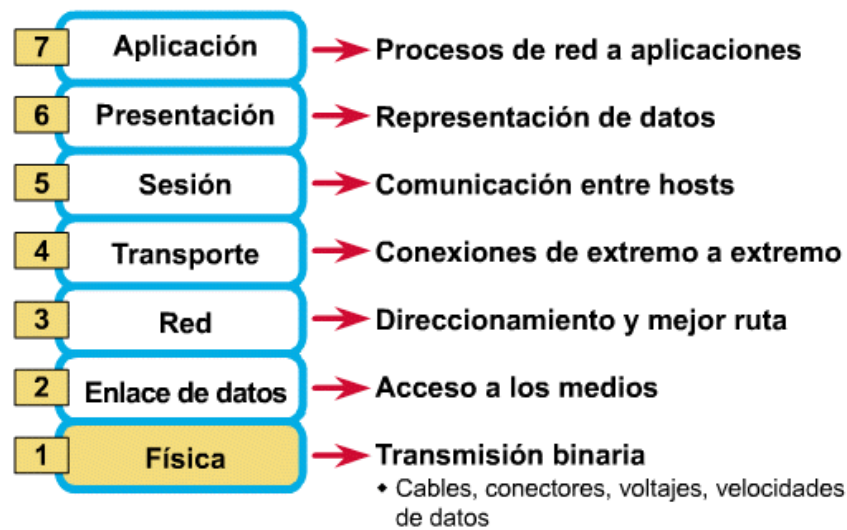 7 Aplicación Procesos de red a aplicaciones
6 Presentación Representación de datos
5 Sesión Comunicación entre hosts
4 Transporte Conexiones de extremo a extremo
3 Red Direccionamiento y mejor ruta
2 Enlace de datos Acceso a los medios
1 Física Transmisión binaria
• Cables, conectores, voltajes, velocidades
de datos